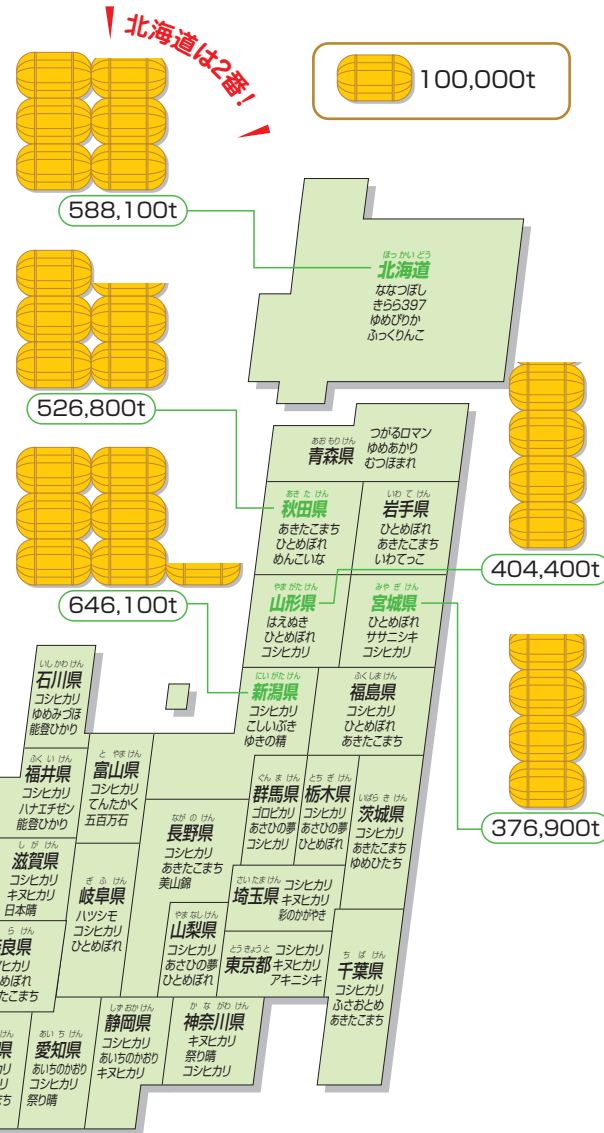 北海道は2番!
100,000t
588,100t
ほっかいどう
北海道
ななつぼし
きらら397
ゆめぴりか
ふっくりんこ
526,800t
あおもりけん
青森県
つがるロマン
ゆめあかり
むつほまれ
あきたけん
秋田県
あきたこまち
ひとめぼれ
めんこいな
いわてけん
岩手県
ひとめぼれ
あきたこまち
いわてっこ
404,400t
646,100t
やまがたけん
山形県
はえぬき
ひとめぼれ
コシヒカリ
みやぎけん
宮城県
ひとめぼれ
ササニシキ
コシヒカリ
376,900t
にいがたけん
新潟県
コシヒカリ
こしいぶき
ゆきの精
ふくしまけん
福島県
コシヒカリ
ひとめぼれ
あきたこまち
いしかわけん
石川県
コシヒカリ
ゆめみづほ
能登ひかり
ふくいけん
福井県
コシヒカリ
ハナエチゼン
能登ひかり
とやまけん
富山県
コシヒカリ
てんたかく
五百万石
ながのけん
長野県
コシヒカリ
あきたこまち
美山錦
ぐんまけん
群馬県
ゴロピカリ
あさひの夢
コシヒカリ
とちぎけん
栃木県
コシヒカリ
あさひの夢
ひとめぼれ
いばらきけん
茨城県
コシヒカリ
あきたこまち
ゆめひたち
しがけん
滋賀県
コシヒカリ
キヌヒカリ
日本晴
ぎふけん
岐阜県
ハツシモ
コシヒカリ
ひとめぼれ
やまなしけん
山梨県
コシヒカリ
あさひの夢
ひとめぼれ
さいたまけん
埼玉県
コシヒカリ
キヌヒカリ
彩のかがやき
とうきょうと
東京都
コシヒカリ
キヌヒカリ
アキニシキ
ちばけん
千葉県
コシヒカリ
ふさおとめ
あきたこまち
らけん
良県
ヒカリ
めぼれ
たこまち
けん
県
カリ
リ
まち
あいちけん
愛知県
あいちのかおり
コシヒカリ
祭り晴
しずおかけん
静岡県
コシヒカリ
あいちのかおり
キヌヒカリ
かながわけん
神奈川県
キヌヒカリ
祭り晴
コシヒカリ